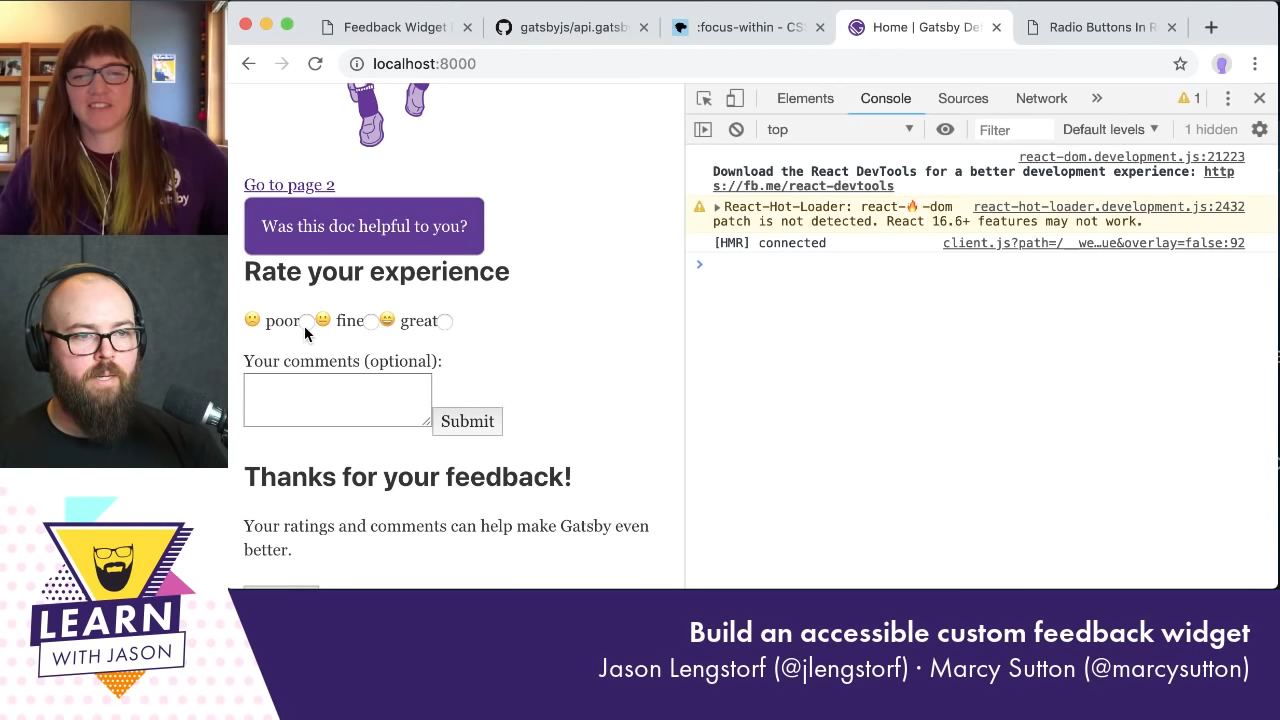 Feedback Widget
gatsbyjs/api.gatsb
:focus-within - CS
Home | Gatsby De
Radio Buttons In R
localhost:8000
Elements
Console
Sources
Network
1
top
Filter
Default levels
1 hidden
react-dom.development.js:21223
Download the React DevTools for a better development experience: http
s://fb.me/react-devtools
React-Hot-Loader: react-🔥-dom
react-hot-loader.development.js:2432
patch is not detected. React 16.6+ features may not work.
[HMR] connected
client.js?path=/__we…ue&overlay=false:92
Go to page 2
Was this doc helpful to you?
Rate your experience
😕 poor 😐 fine 😄 great
Your comments (optional):
Submit
Thanks for your feedback!
Your ratings and comments can help make Gatsby even
better.
LEARN
WITH JASON
Build an accessible custom feedback widget
Jason Lengstorf (@jlengstorf) · Marcy Sutton (@marcysutton)